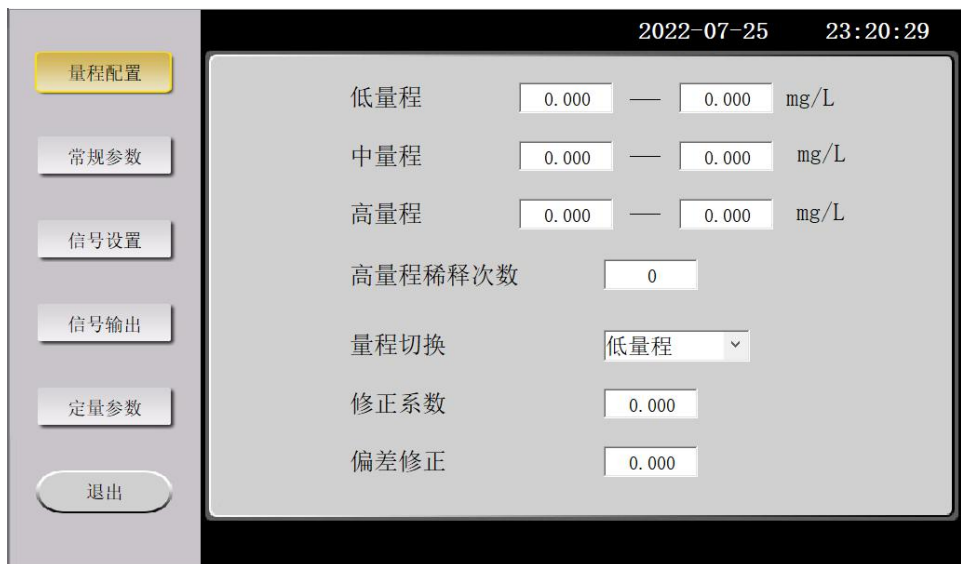 2022-07-25 23:20:29
量程配置
常规参数
信号设置
信号输出
定量参数
退出
低量程 0.000 — 0.000 mg/L
中量程 0.000 — 0.000 mg/L
高量程 0.000 — 0.000 mg/L
高量程稀释次数 0
量程切换 低量程
修正系数 0.000
偏差修正 0.000